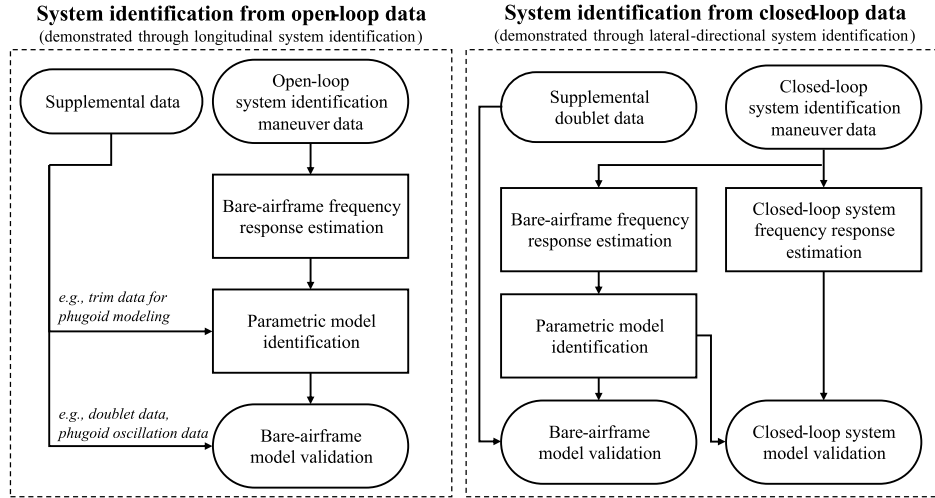 System identification from open-loop data
(demonstrated through longitudinal system identification)
Supplemental data
Open-loop
system identification
maneuver data
Bare-airframe frequency
response estimation
e.g., trim data for
phugoid modeling
Parametric model
identification
e.g., doublet data,
phugoid oscillation data
Bare-airframe
model validation
System identification from closed-loop data
(demonstrated through lateral-directional system identification)
Supplemental
doublet data
Closed-loop
system identification
maneuver data
Bare-airframe frequency
response estimation
Closed-loop system
frequency response
estimation
Parametric model
identification
Bare-airframe
model validation
Closed-loop system
model validation